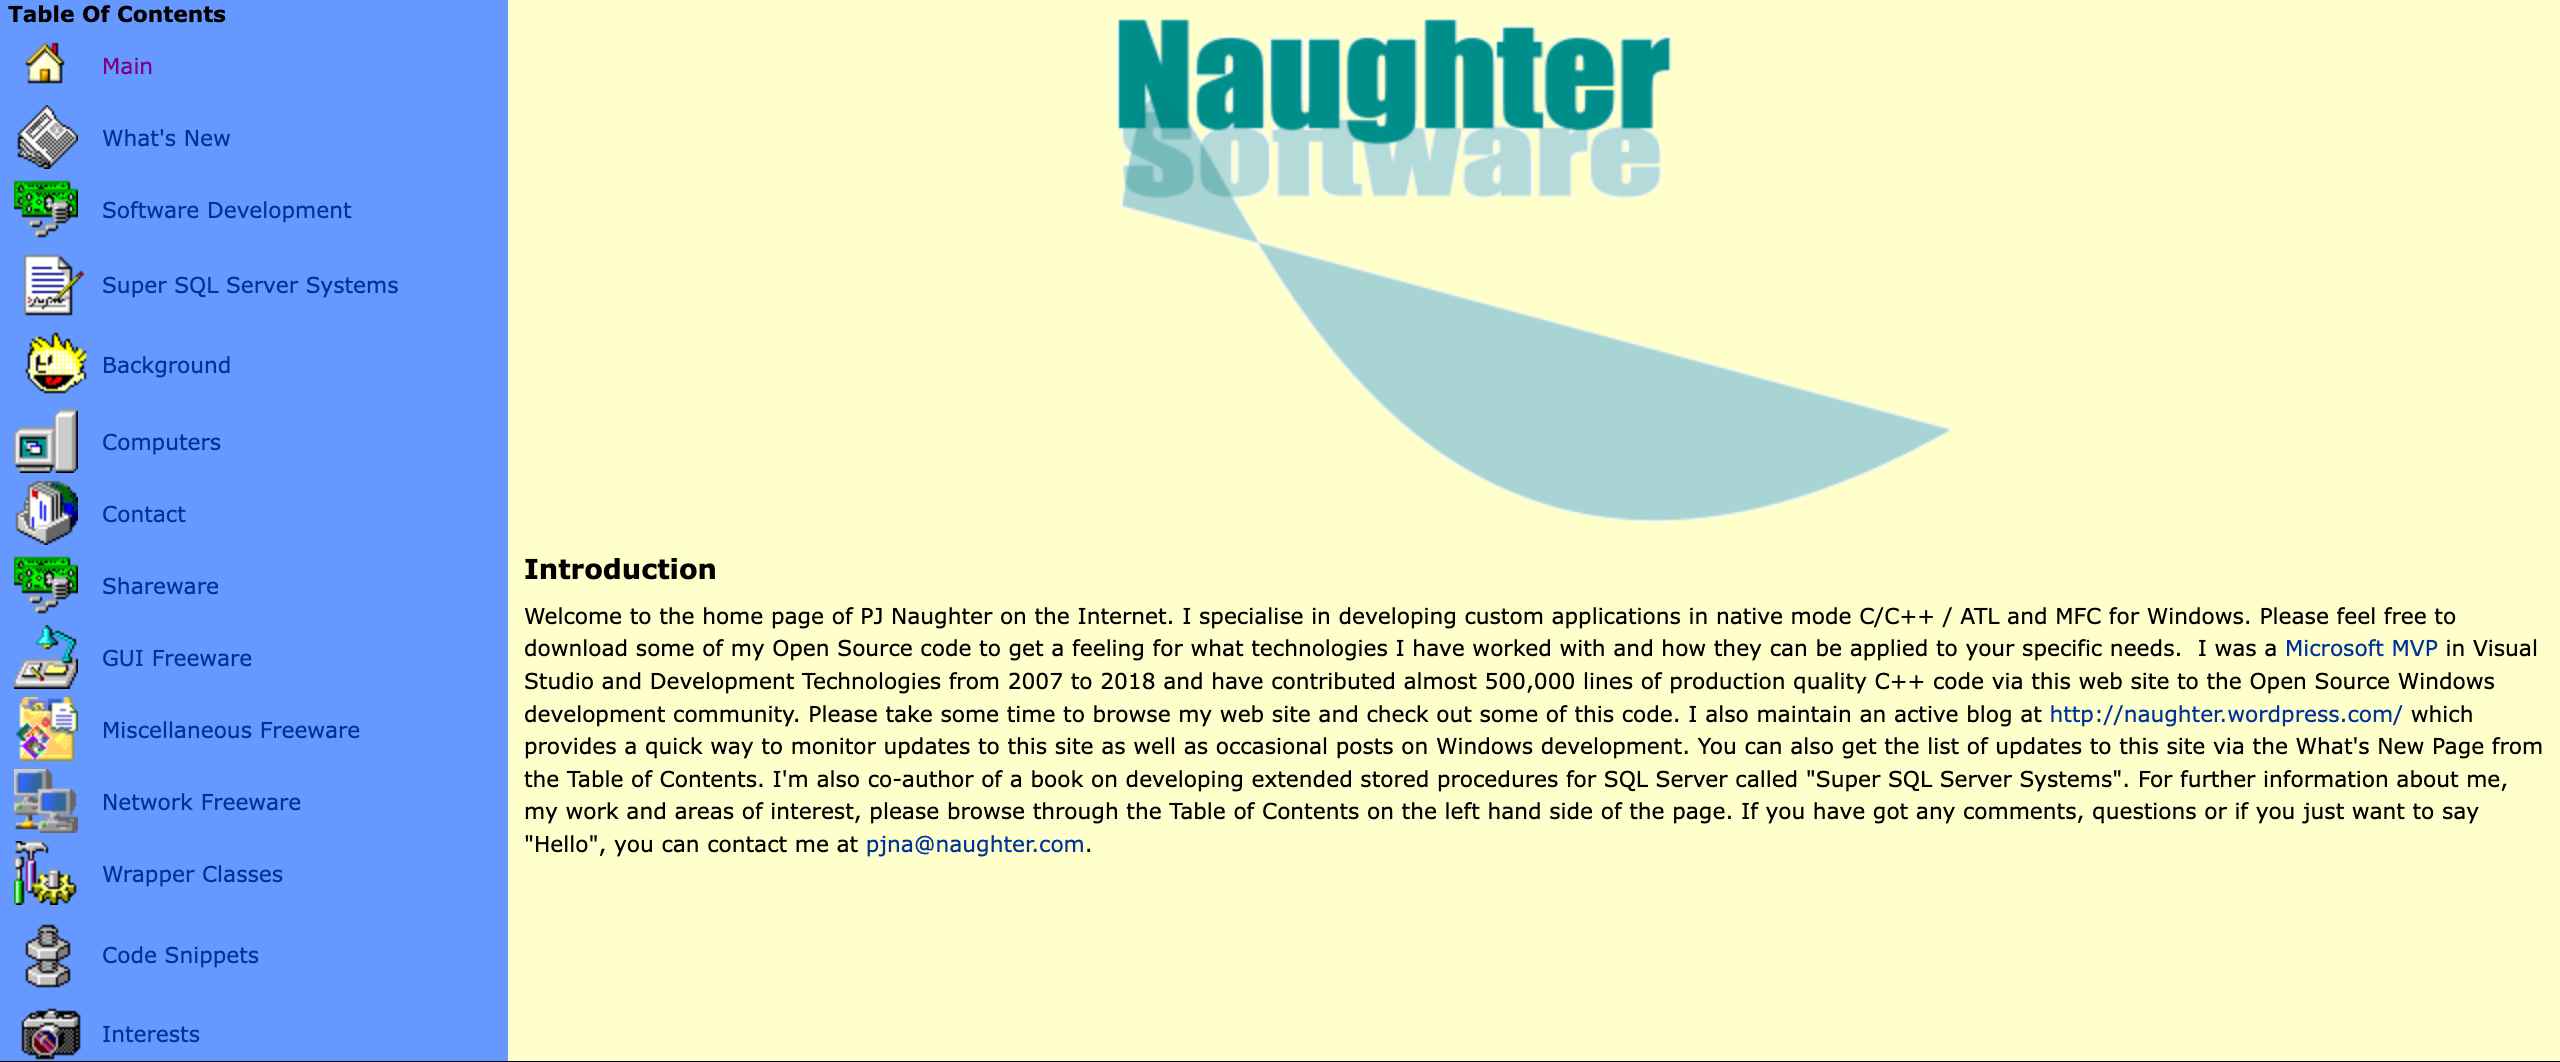 Table Of Contents
Main
What's New
Software Development
Super SQL Server Systems
Background
Computers
Contact
Shareware
GUI Freeware
Miscellaneous Freeware
Network Freeware
Wrapper Classes
Code Snippets
Interests
Naughter
Software
Introduction
Welcome to the home page of PJ Naughter on the Internet. I specialise in developing custom applications in native mode C/C++ / ATL and MFC for Windows. Please feel free to
download some of my Open Source code to get a feeling for what technologies I have worked with and how they can be applied to your specific needs.  I was a Microsoft MVP in Visual
Studio and Development Technologies from 2007 to 2018 and have contributed almost 500,000 lines of production quality C++ code via this web site to the Open Source Windows
development community. Please take some time to browse my web site and check out some of this code. I also maintain an active blog at http://naughter.wordpress.com/ which
provides a quick way to monitor updates to this site as well as occasional posts on Windows development. You can also get the list of updates to this site via the What's New Page from
the Table of Contents. I'm also co-author of a book on developing extended stored procedures for SQL Server called "Super SQL Server Systems". For further information about me,
my work and areas of interest, please browse through the Table of Contents on the left hand side of the page. If you have got any comments, questions or if you just want to say
"Hello", you can contact me at pjna@naughter.com.